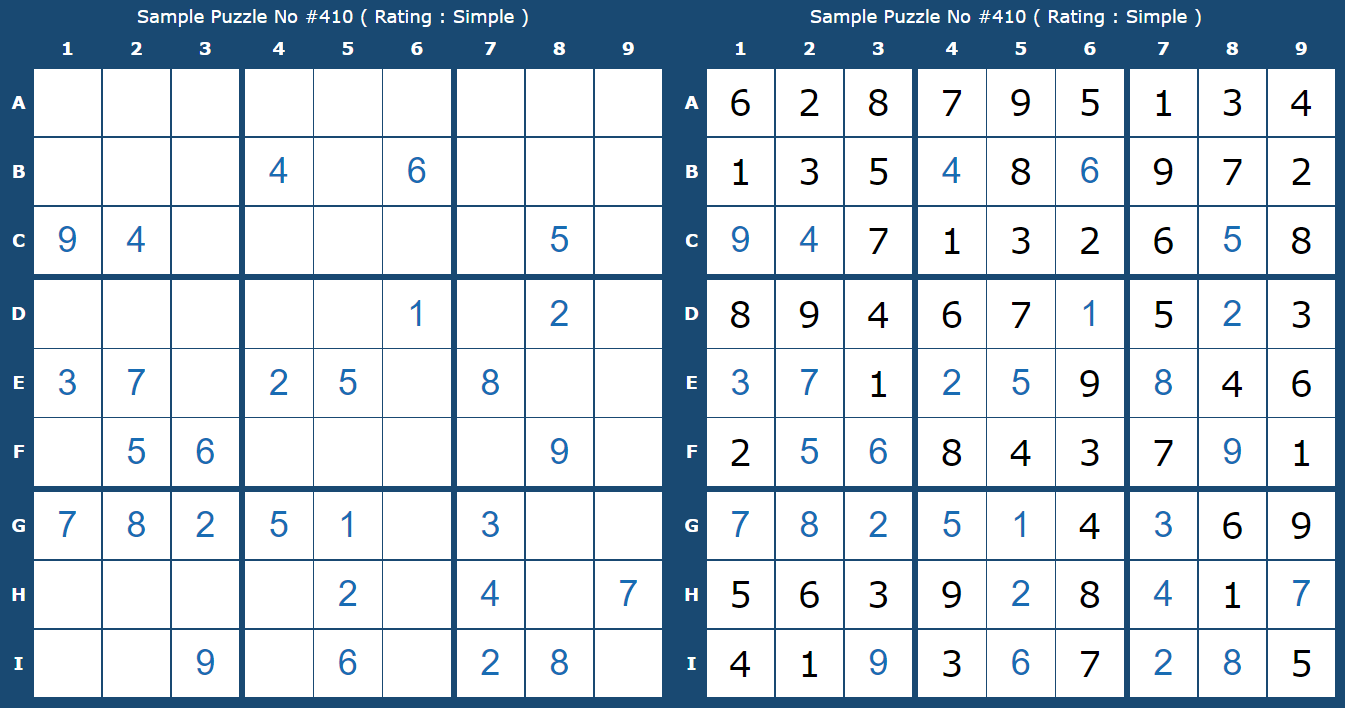 Sample Puzzle No #410 ( Rating : Simple ) Sample Puzzle No #410 ( Rating : Simple )
1 2 3 4 5 6 7 8 9 1 2 3 4 5 6 7 8 9
A A 6 2 8 7 9 5 1 3 4
B 4 6 B 1 3 5 4 8 6 9 7 2
C 9 4 5 C 9 4 7 1 3 2 6 5 8
D 1 2 D 8 9 4 6 7 1 5 2 3
E 3 7 2 5 8 E 3 7 1 2 5 9 8 4 6
F 5 6 9 F 2 5 6 8 4 3 7 9 1
G 7 8 2 5 1 3 G 7 8 2 5 1 4 3 6 9
H 2 4 7 H 5 6 3 9 2 8 4 1 7
I 9 6 2 8 I 4 1 9 3 6 7 2 8 5